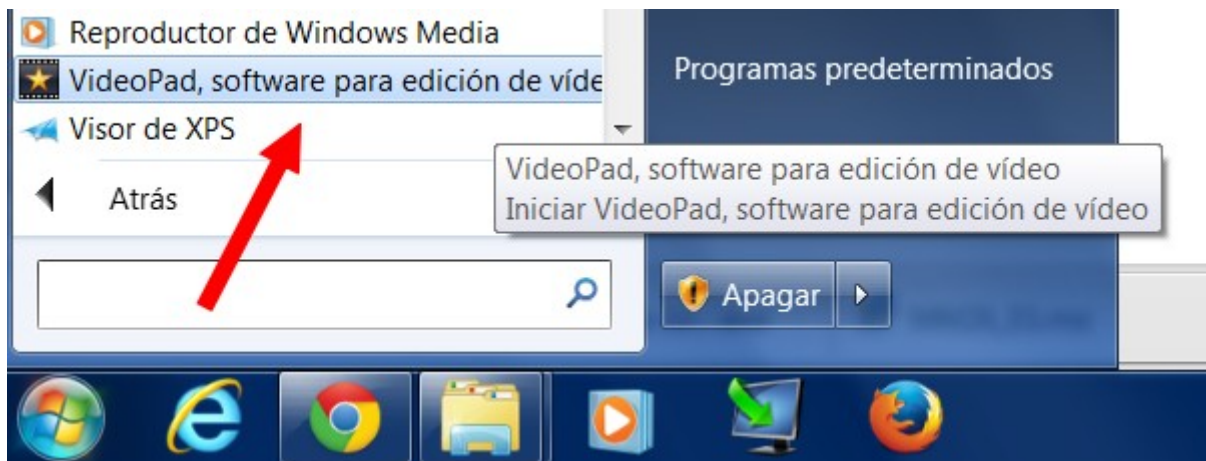 Reproductor de Windows Media
VideoPad, software para edición de víde
Visor de XPS
Atrás
Programas predeterminados
VideoPad, software para edición de vídeo
Iniciar VideoPad, software para edición de vídeo
Apagar